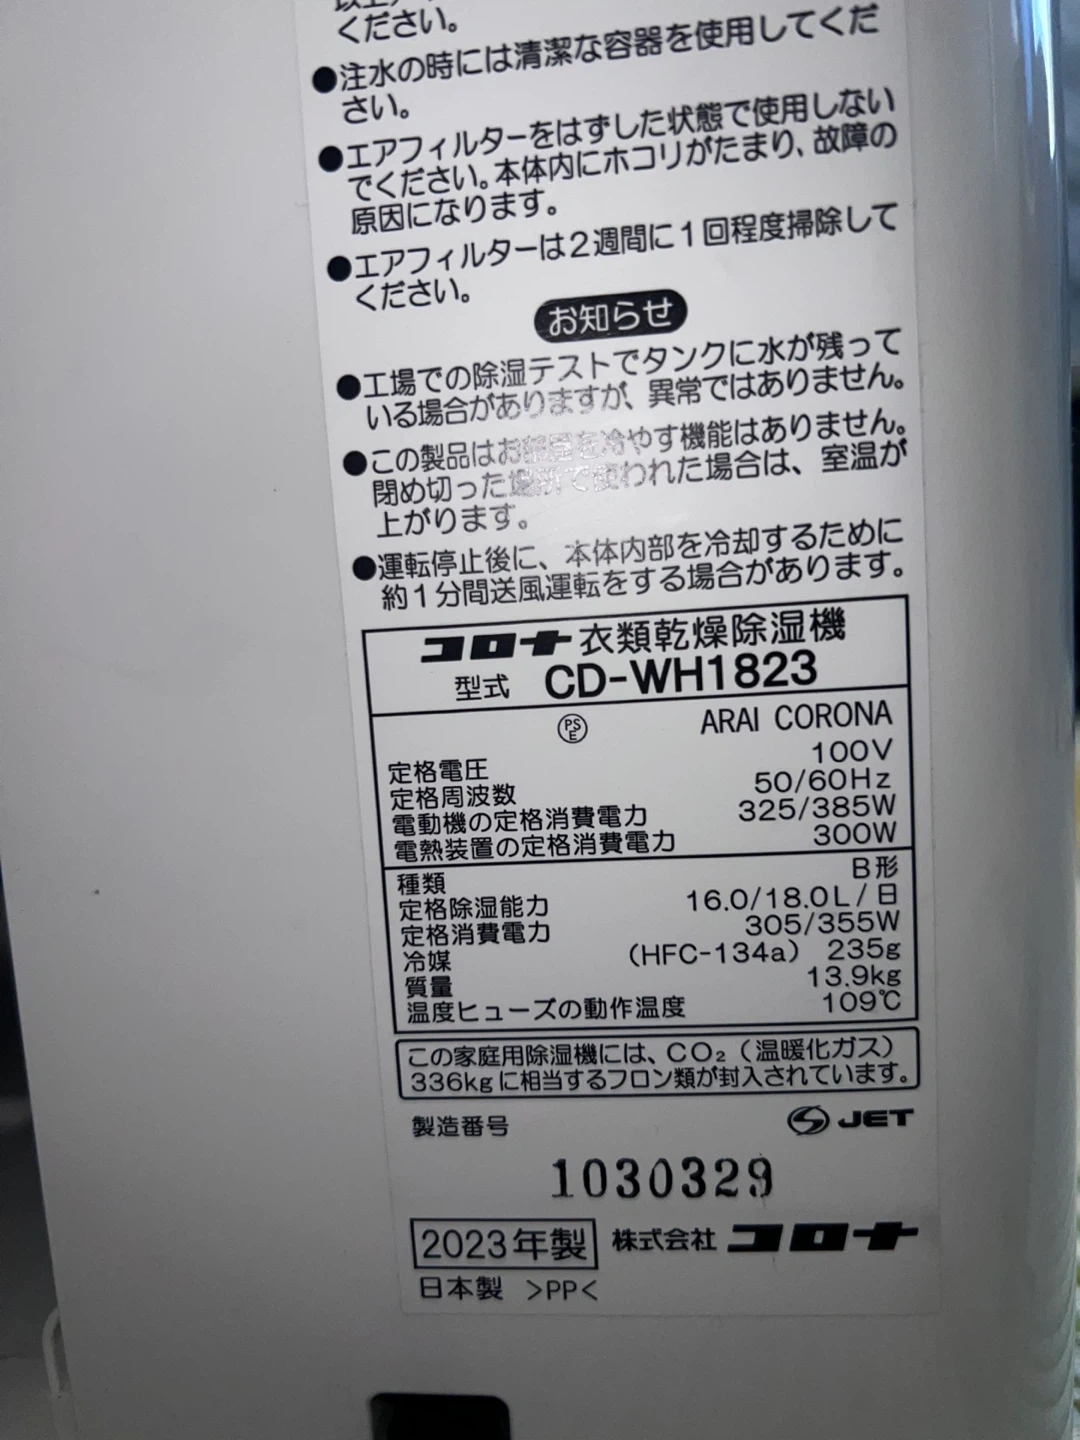 ください。
●注水の時には清潔な容器を使用してくだ
さい。
●エアフィルターをはずした状態で使用しない
でください。本体内にホコリがたまり、故障の
原因になります。
●エアフィルターは2週間に1回程度掃除して
ください。
お知らせ
●工場での除湿テストでタンクに水が残って
いる場合がありますが、異常ではありません。
●この製品はお部屋を冷やす機能はありません。
閉め切った場所で使われた場合は、室温が
上がります。
●運転停止後に、本体内部を冷却するために
約1分間送風運転をする場合があります。
コロナ衣類乾燥除湿機
型式 CD-WH1823
PSE ARAI CORONA
定格電圧 100V
定格周波数 50/60Hz
電動機の定格消費電力 325/385W
電熱装置の定格消費電力 300W
種類 B形
定格除湿能力 16.0/18.0L/日
定格消費電力 305/355W
冷媒 (HFC-134a) 235g
質量 13.9kg
温度ヒューズの動作温度 109℃
この家庭用除湿機には、CO₂(温暖化ガス)
336kgに相当するフロン類が封入されています。
製造番号 JET
1030329
2023年製 株式会社 コロナ
日本製 >PP<